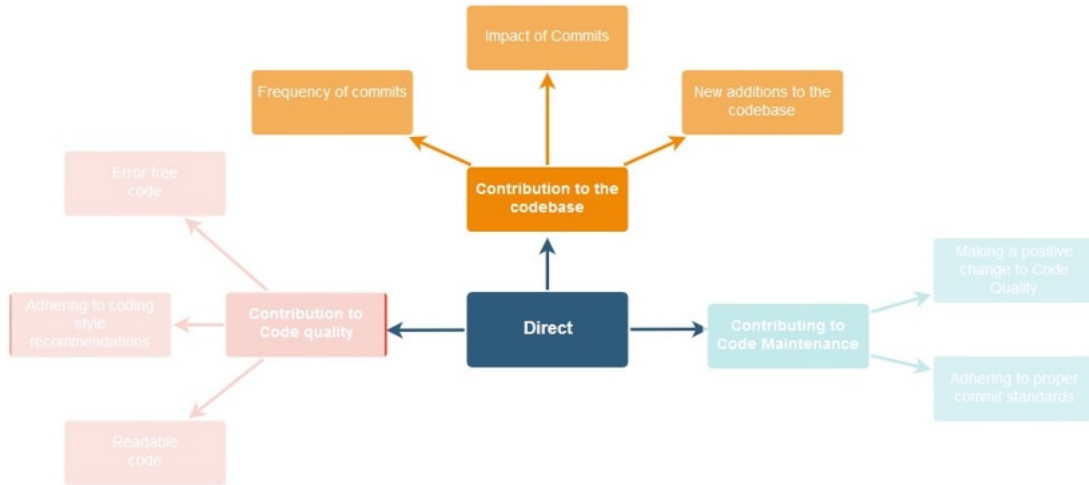 Impact of Commits
Frequency of commits
New additions to the
codebase
Contribution to the
codebase
Error free
code
Adhering to coding
style
recommendations
Contribution to
Code quality
Readable
code
Direct
Contributing to
Code Maintenance
Making a positive
change to Code
Quality
Adhering to proper
commit standards